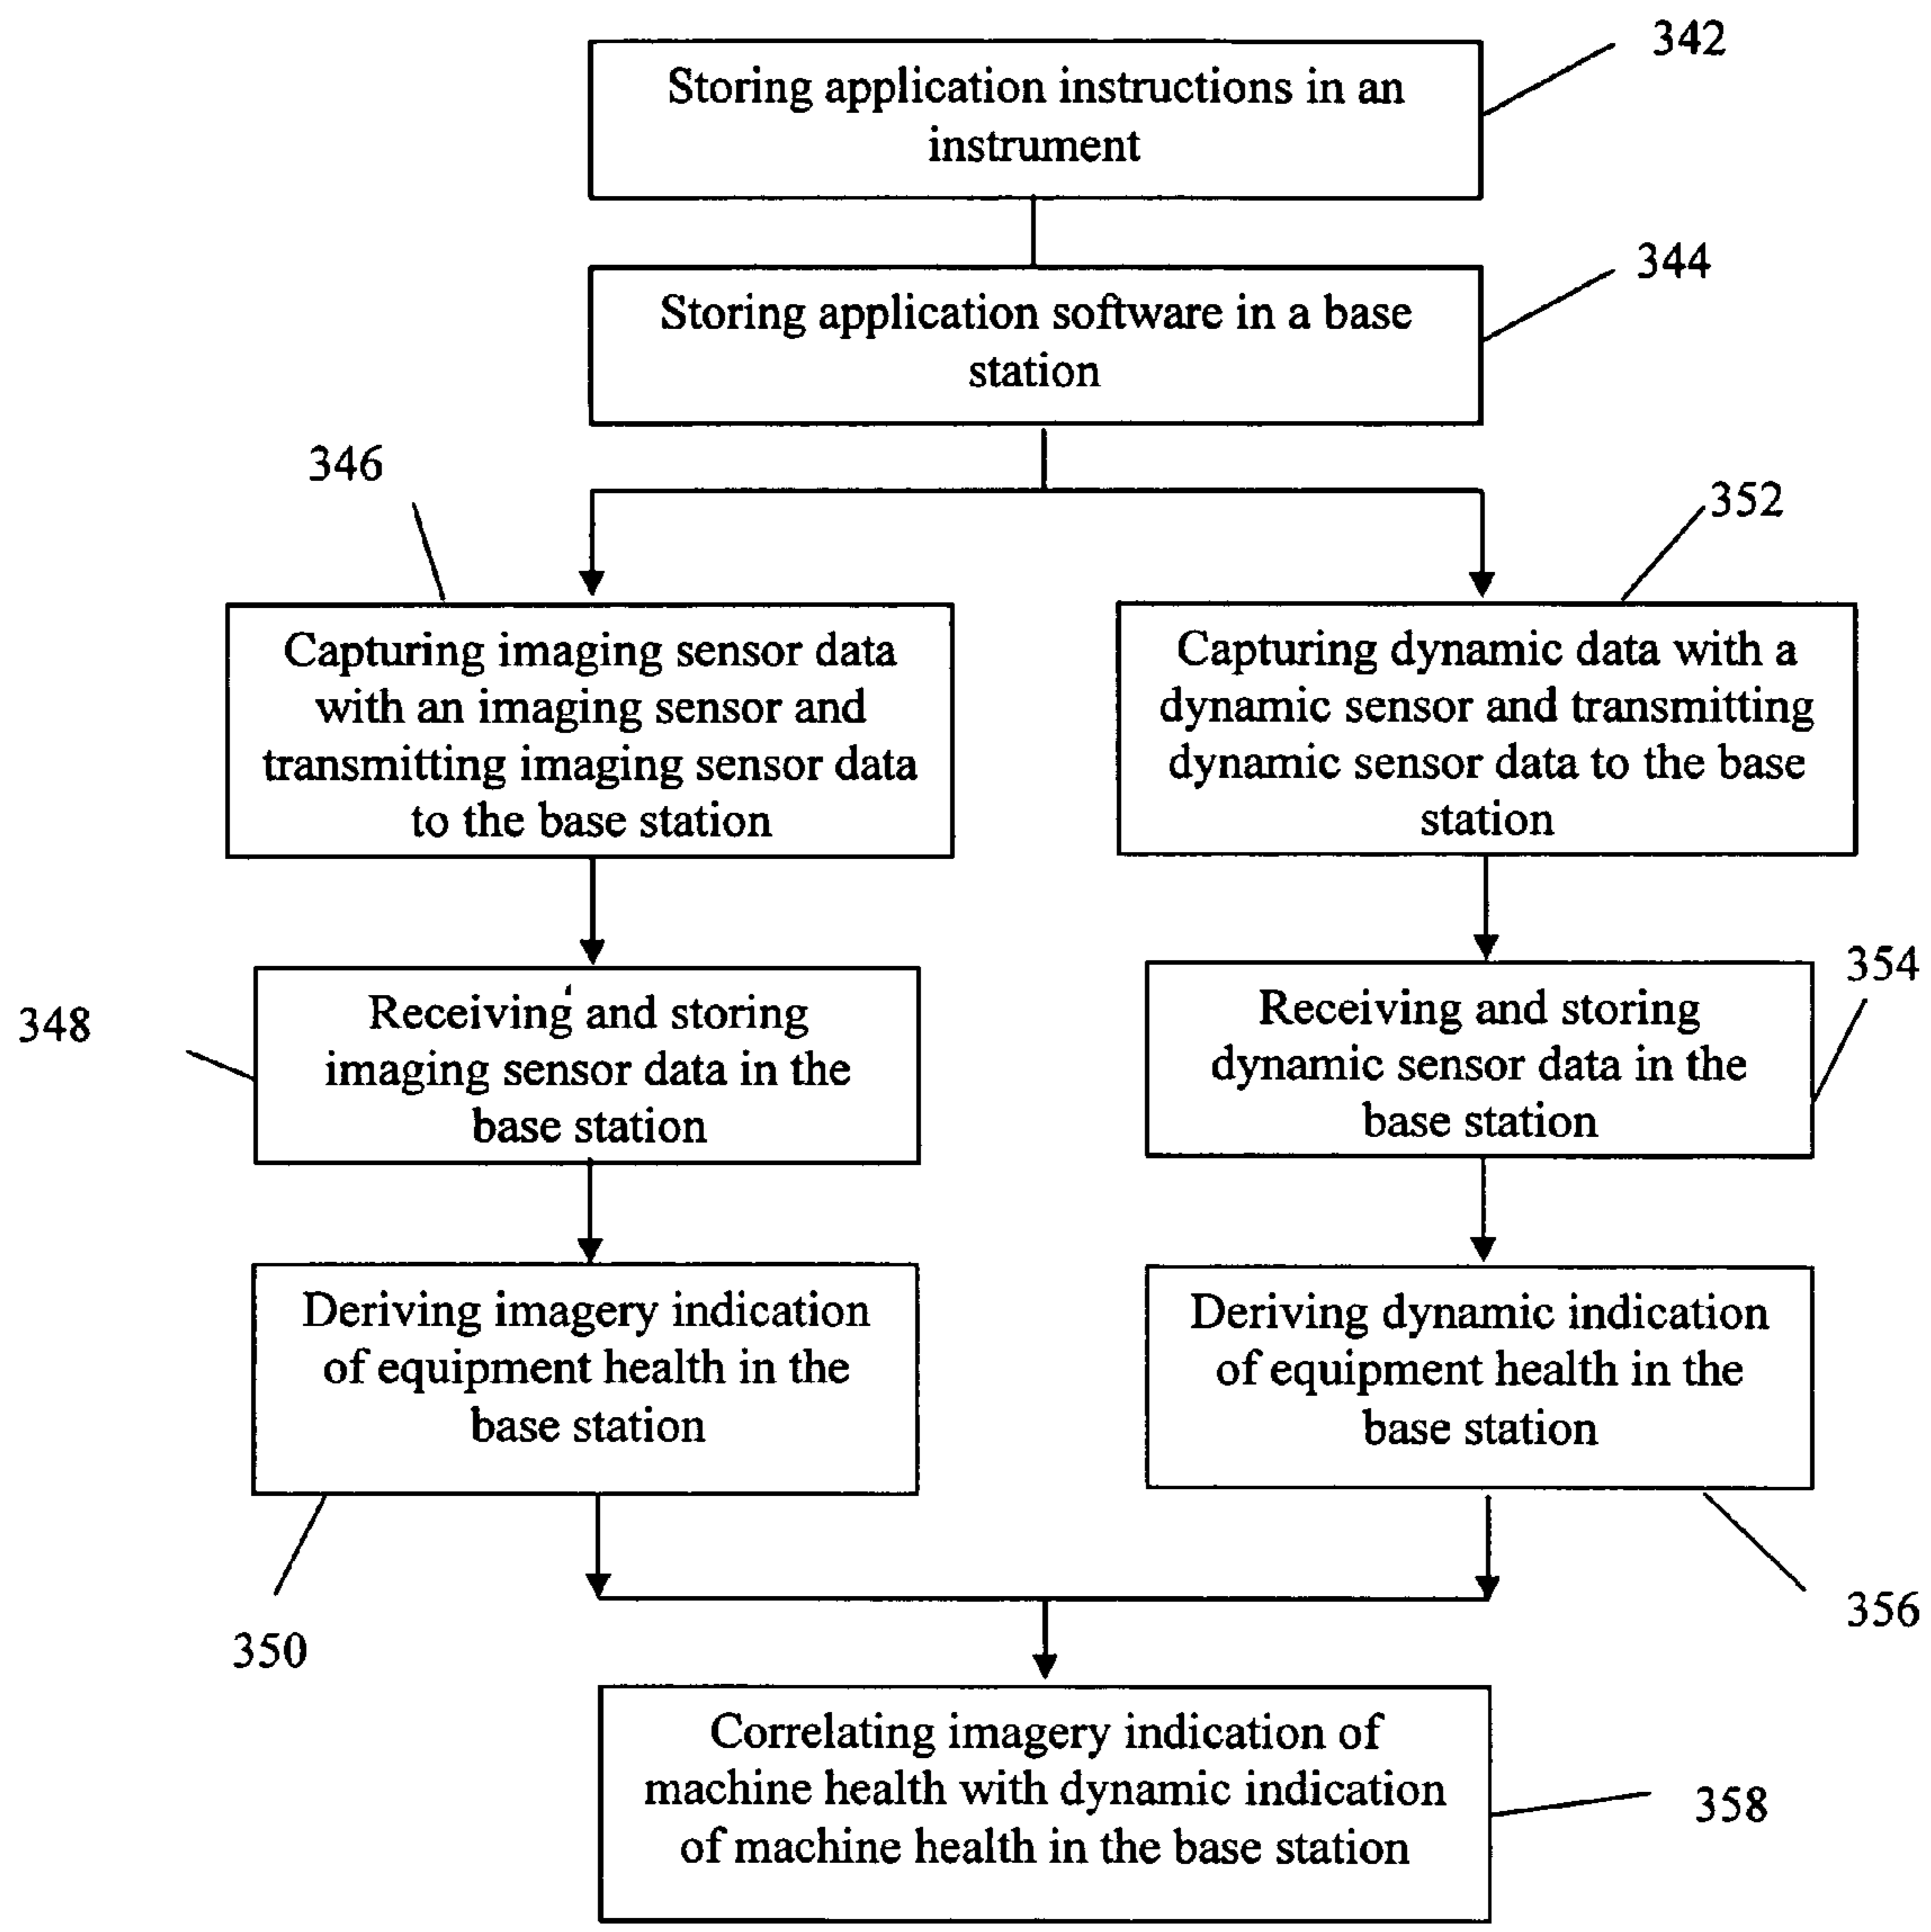 342
Storing application instructions in an
instrument
344
Storing application software in a base
station
346
352
Capturing imaging sensor data
with an imaging sensor and
transmitting imaging sensor data
to the base station
Capturing dynamic data with a
dynamic sensor and transmitting
dynamic sensor data to the base
station
348
Receiving and storing
imaging sensor data in the
base station
354
Receiving and storing
dynamic sensor data in the
base station
Deriving imagery indication
of equipment health in the
base station
350
Deriving dynamic indication
of equipment health in the
base station
356
Correlating imagery indication of
machine health with dynamic indication
of machine health in the base station
358